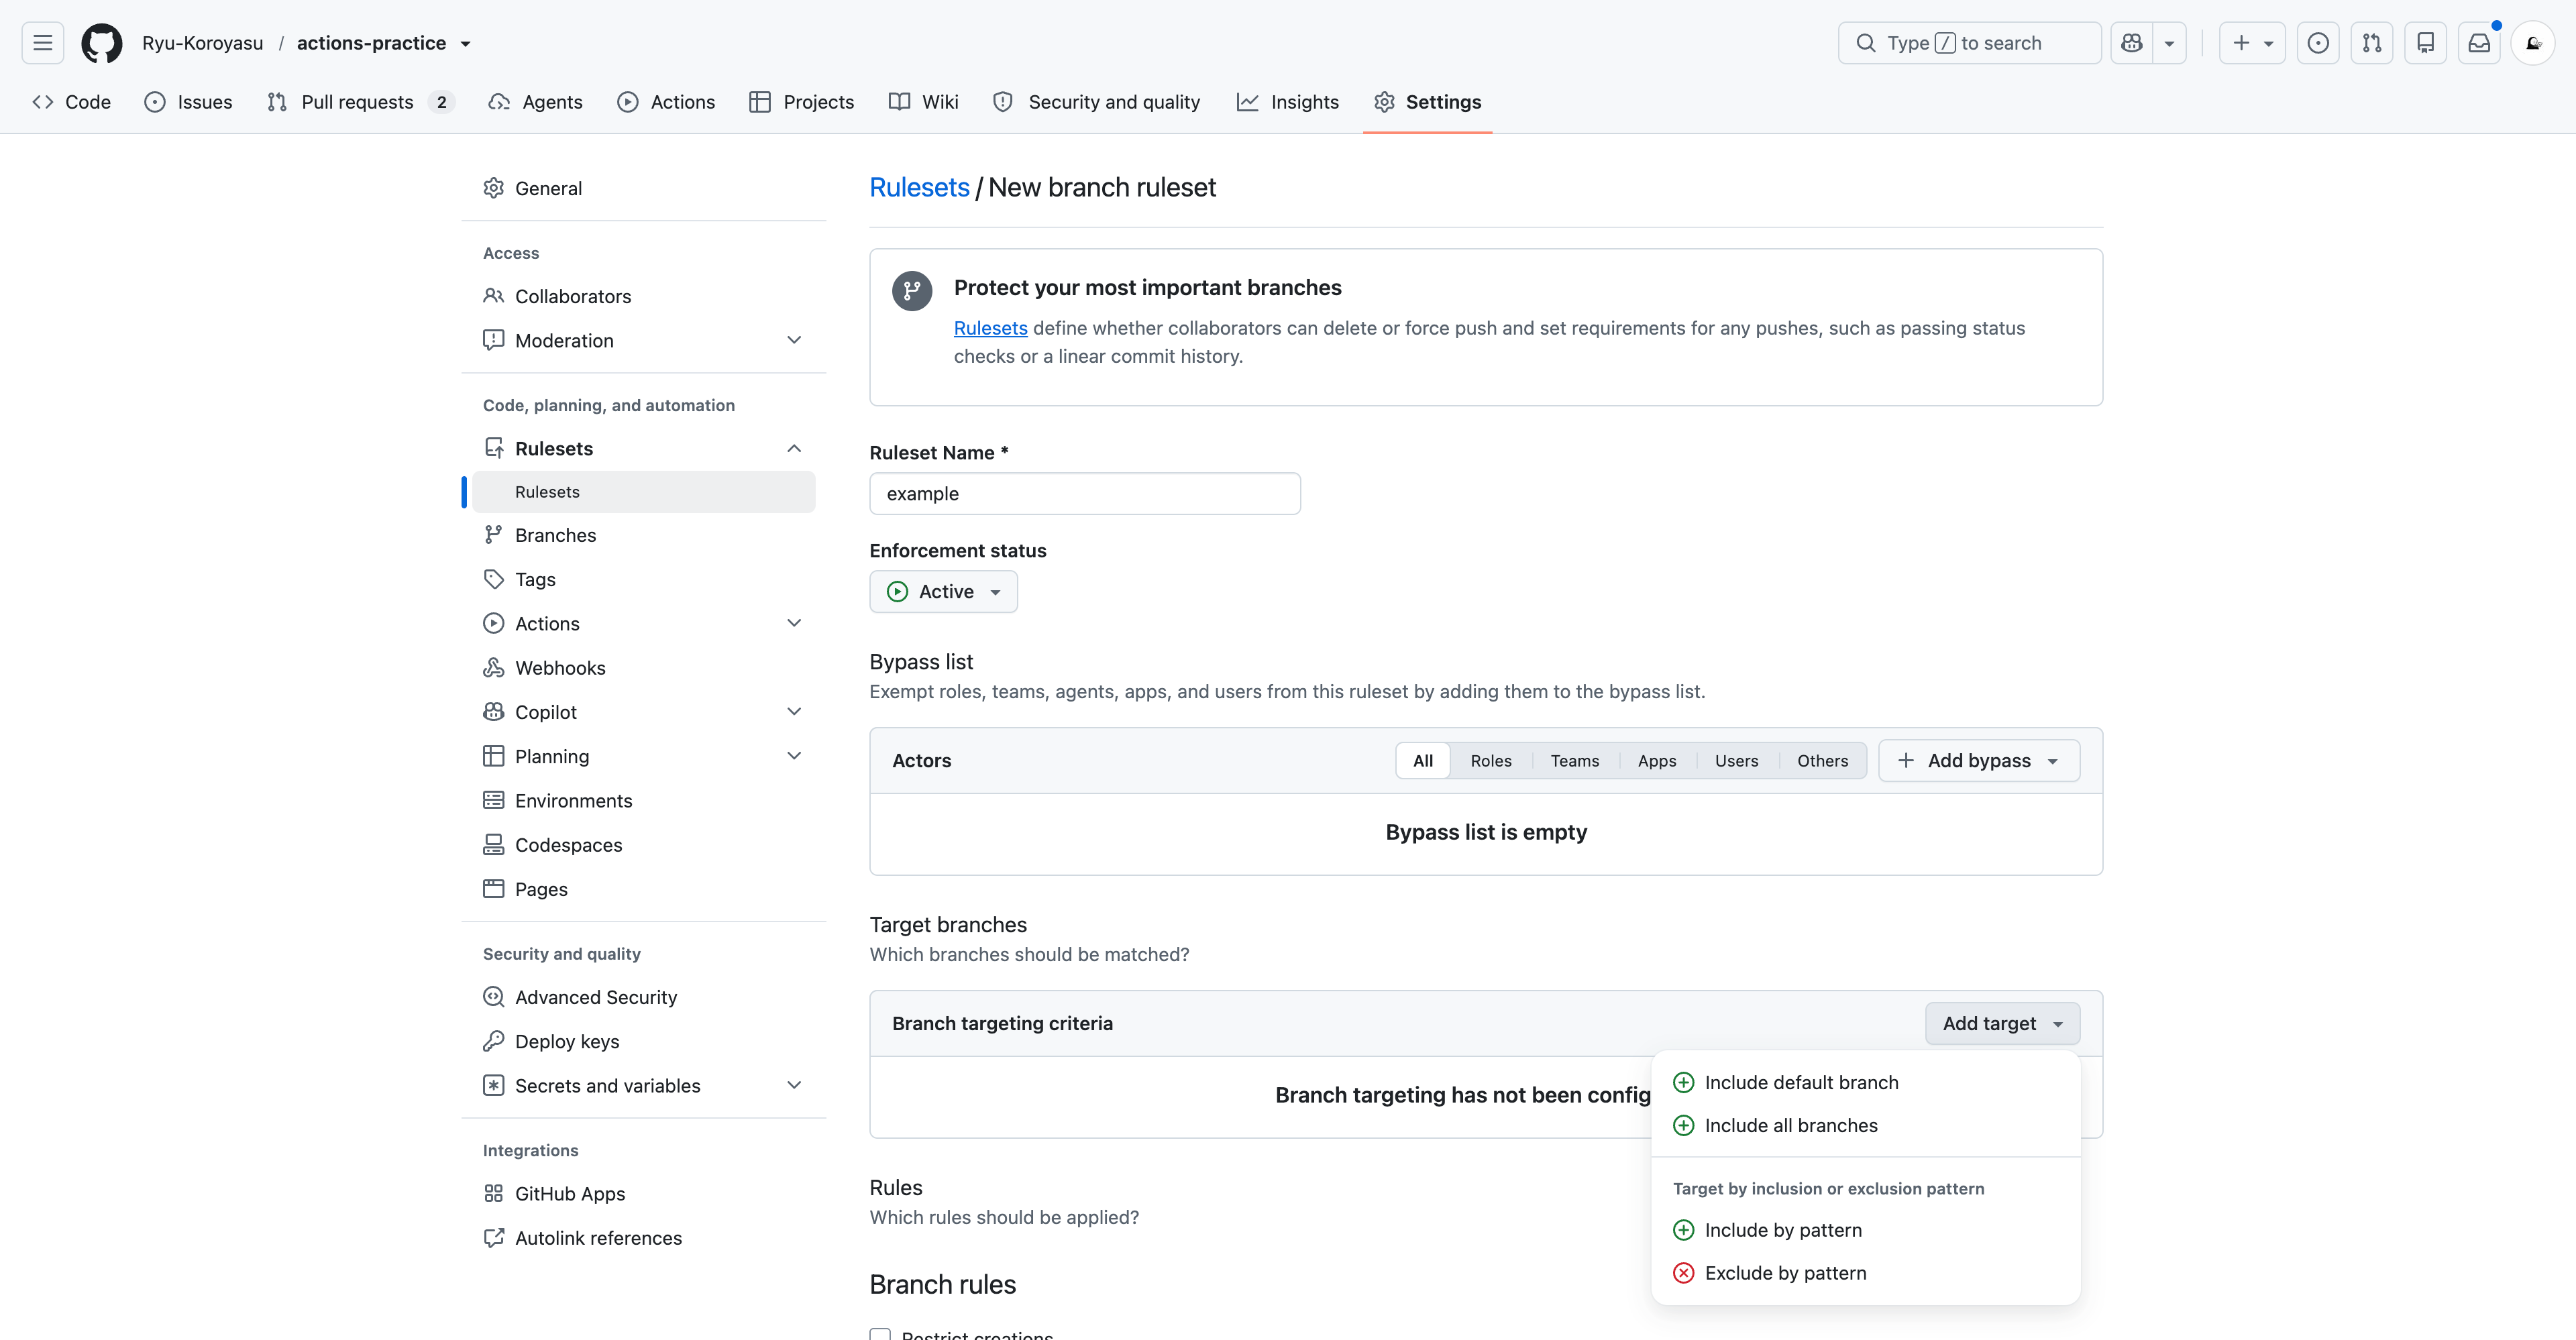 Ryu-Koroyasu / actions-practice
Type / to search
Code
Issues
Pull requests 2
Agents
Actions
Projects
Wiki
Security and quality
Insights
Settings
General
Access
Collaborators
Moderation
Code, planning, and automation
Rulesets
Rulesets
Branches
Tags
Actions
Webhooks
Copilot
Planning
Environments
Codespaces
Pages
Security and quality
Advanced Security
Deploy keys
Secrets and variables
Integrations
GitHub Apps
Autolink references
Rulesets / New branch ruleset
Protect your most important branches
Rulesets define whether collaborators can delete or force push and set requirements for any pushes, such as passing status
checks or a linear commit history.
Ruleset Name *
example
Enforcement status
Active
Bypass list
Exempt roles, teams, agents, apps, and users from this ruleset by adding them to the bypass list.
Actors
All
Roles
Teams
Apps
Users
Others
Add bypass
Bypass list is empty
Target branches
Which branches should be matched?
Branch targeting criteria
Add target
Branch targeting has not been config
Include default branch
Include all branches
Target by inclusion or exclusion pattern
Include by pattern
Exclude by pattern
Rules
Which rules should be applied?
Branch rules
Restrict creations